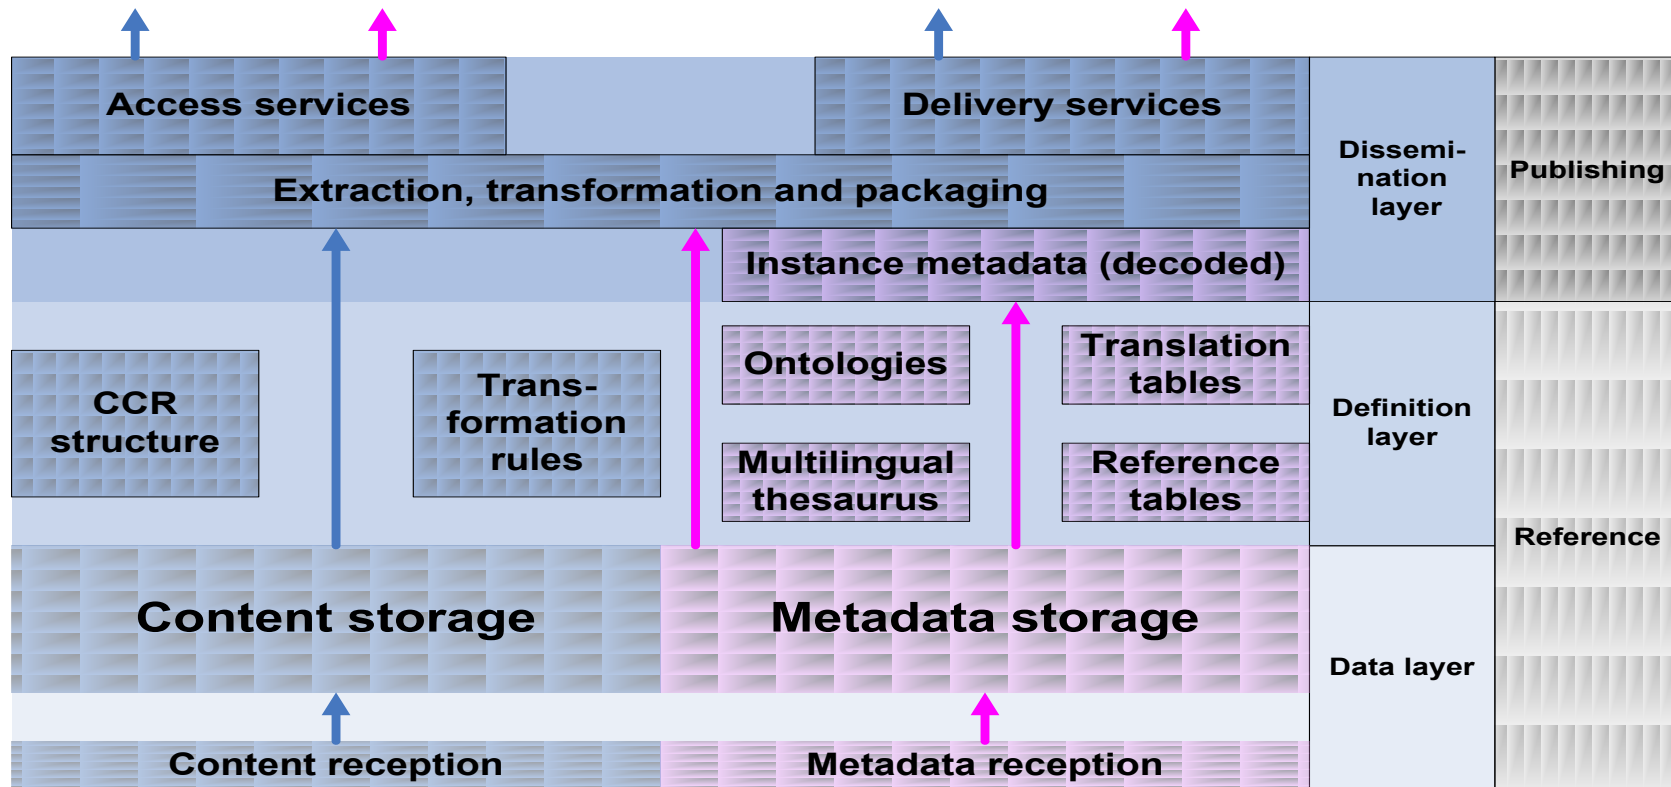 Access services
Delivery services
Extraction, transformation and packaging
Instance metadata (decoded)
Dissemi-
nation
layer
Publishing
CCR
structure
Trans-
formation
rules
Ontologies
Translation
tables
Multilingual
thesaurus
Reference
tables
Definition
layer
Reference
Content storage
Metadata storage
Data layer
Content reception
Metadata reception